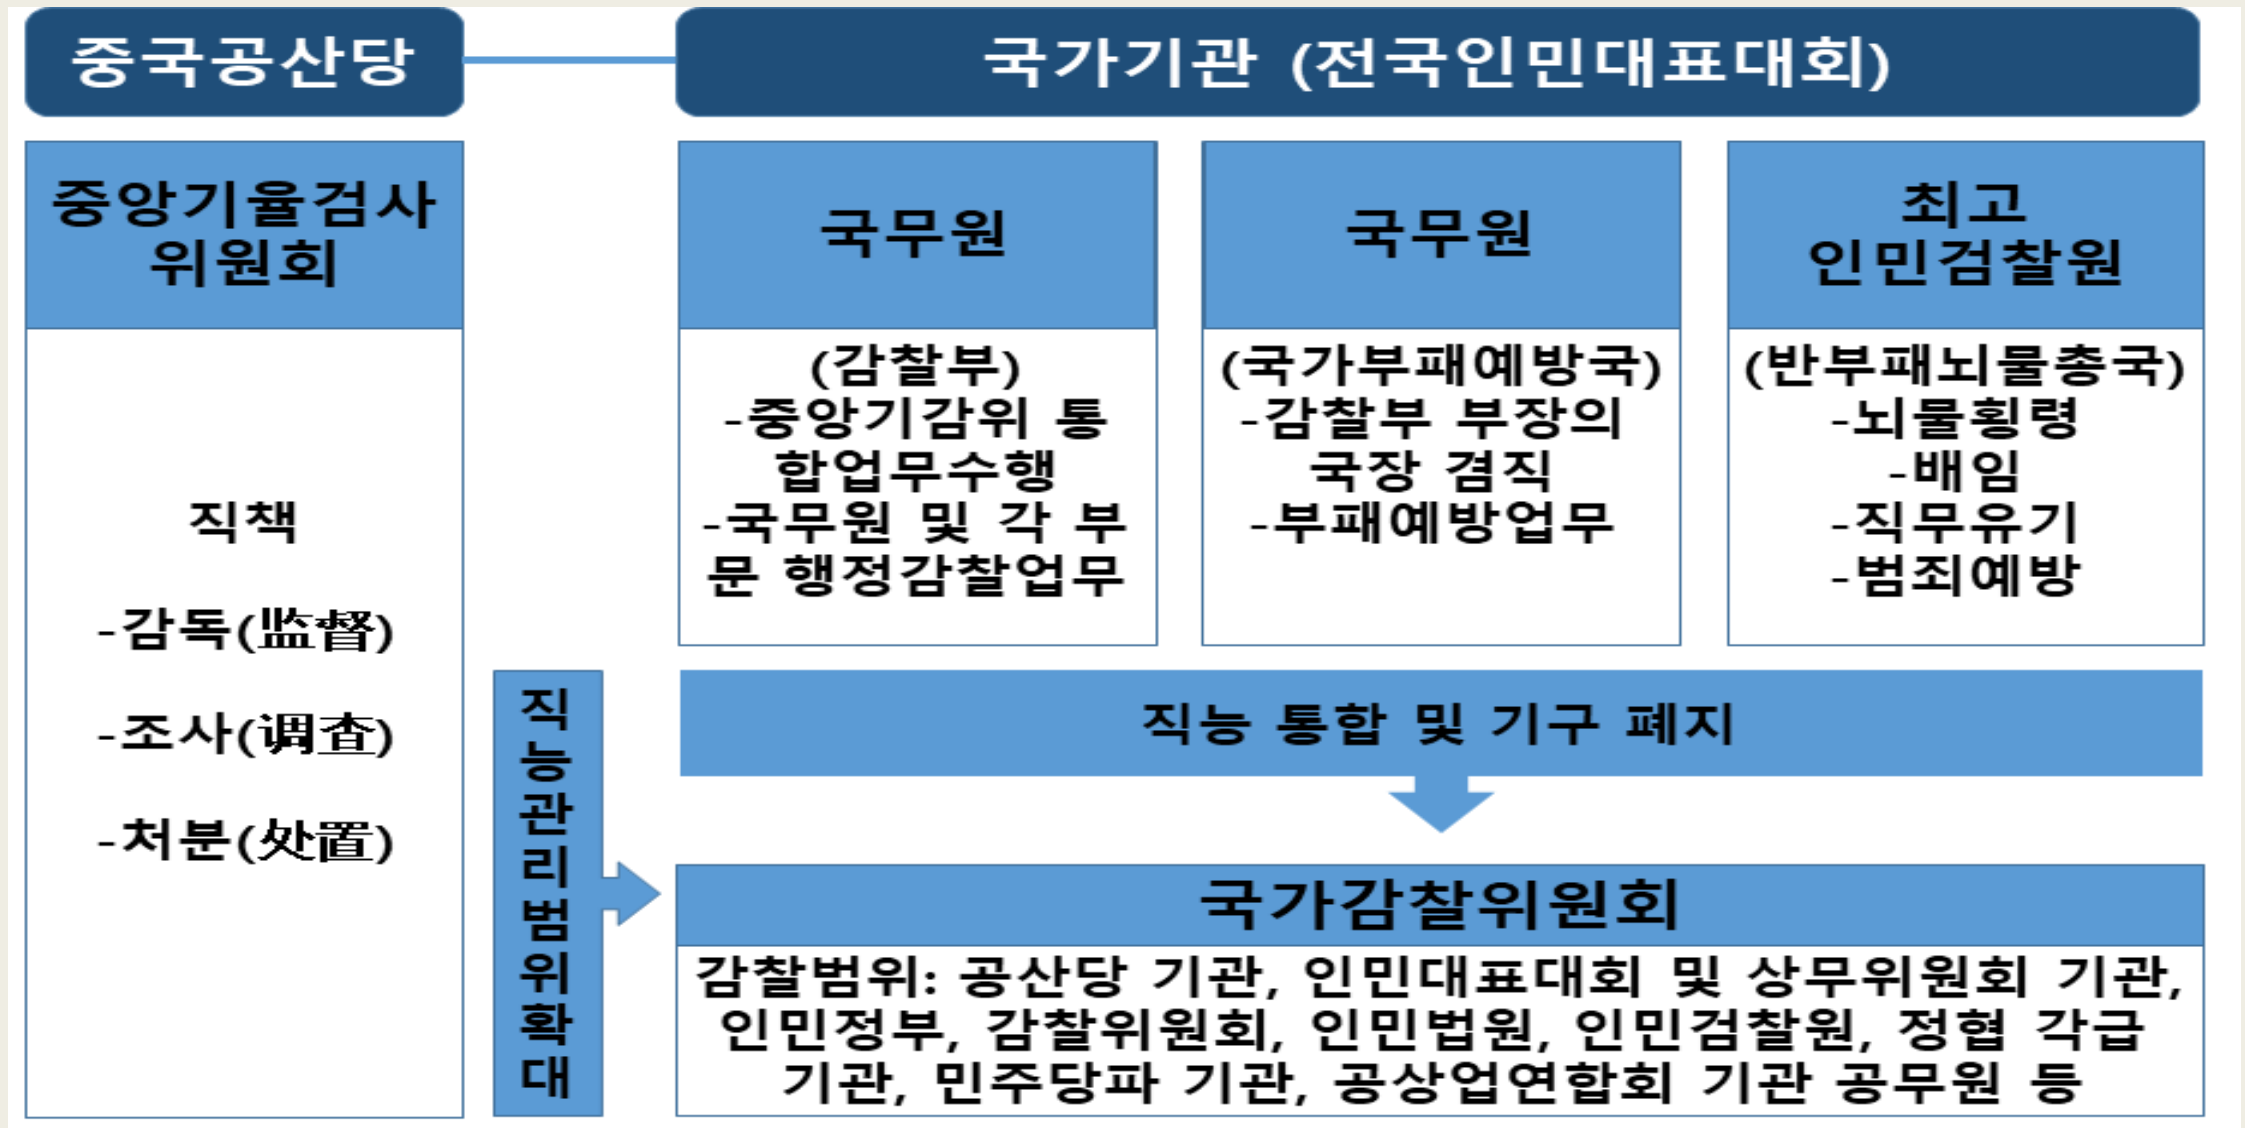 중국공산당
국가기관 (전국인민대표대회)
중앙기율검사
위원회
직책
-감독(监督)
-조사(调查)
-처분(处置)
국무원
(감찰부)
-중앙기감위 통
합업무수행
-국무원 및 각 부
문 행정감찰업무
국무원
(국가부패예방국)
-감찰부 부장의
국장 겸직
-부패예방업무
최고
인민검찰원
(반부패뇌물총국)
-뇌물횡령
-배임
-직무유기
-범죄예방
직능관리범위확대
직능 통합 및 기구 폐지
국가감찰위원회
감찰범위: 공산당 기관, 인민대표대회 및 상무위원회 기관,
인민정부, 감찰위원회, 인민법원, 인민검찰원, 정협 각급
기관, 민주당파 기관, 공상업연합회 기관 공무원 등